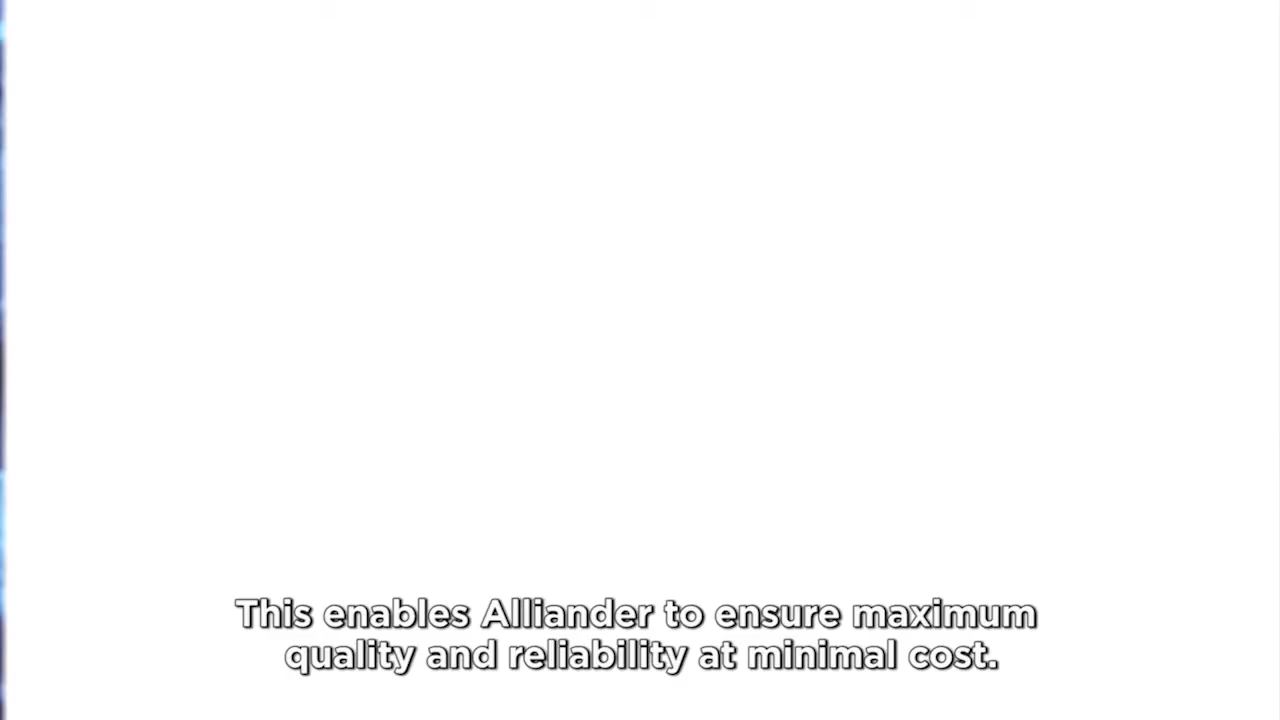 This enables Alliander to ensure maximum
quality and reliability at minimal cost.